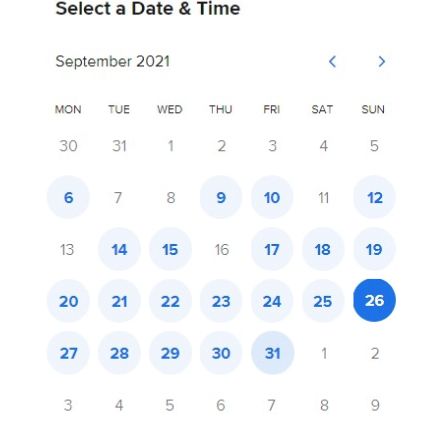 Select a Date & Time
September 2021
MON TUE WED THU FRI SAT SUN
30 31 1 2 3 4 5
6 7 8 9 10 11 12
13 14 15 16 17 18 19
20 21 22 23 24 25 26
27 28 29 30 31 1 2
3 4 5 6 7 8 9